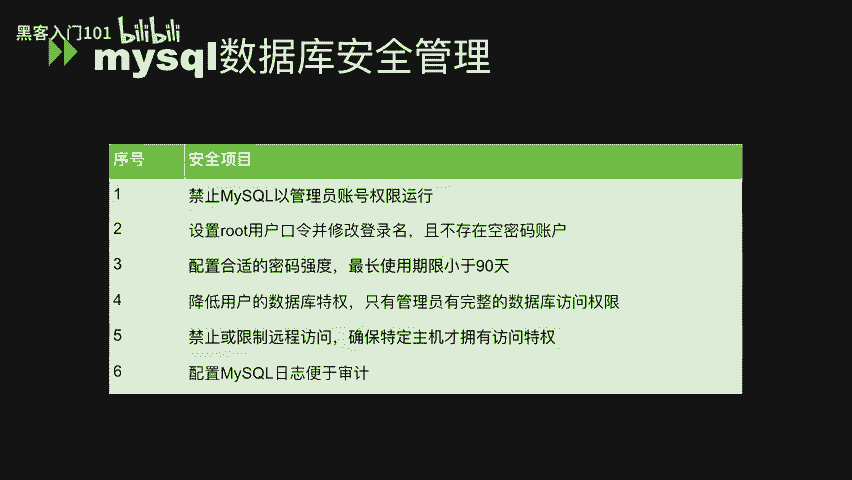 黑客入门101 bilibili
mysql数据库安全管理
序号 安全项目
1 禁止MySQL以管理员账号权限运行
2 设置root用户口令并修改登录名，且不存在空密码账户
3 配置合适的密码强度，最长使用期限小于90天
4 降低用户的数据库特权，只有管理员有完整的数据库访问权限
5 禁止或限制远程访问，确保特定主机才拥有访问特权
6 配置MySQL日志便于审计